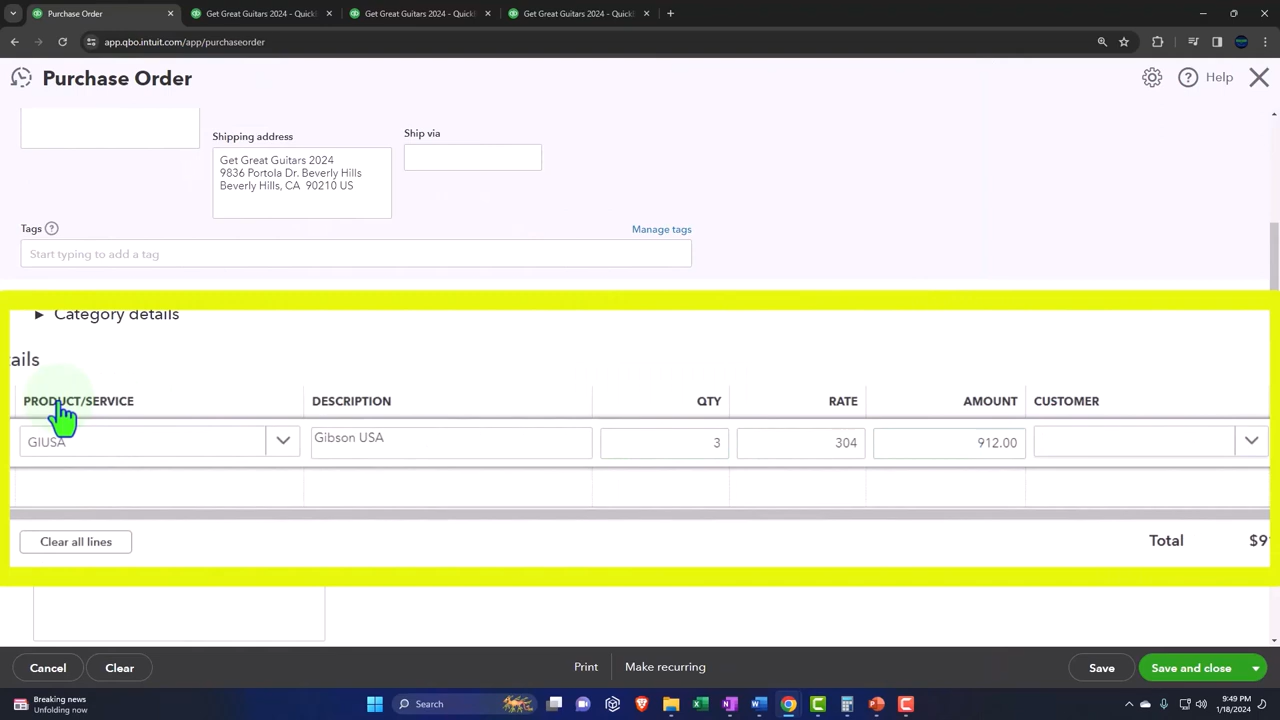 Purchase Order
Get Great Guitars 2024 - Quick
Get Great Guitars 2024 - QuickB
Get Great Guitars 2024 - QuickB
app.qbo.intuit.com/app/purchaseorder
Purchase Order
Help
Shipping address
Ship via
Get Great Guitars 2024
9836 Portola Dr. Beverly Hills
Beverly Hills, CA 90210 US
Tags
Manage tags
Start typing to add a tag
Category details
ails
PRODUCT/SERVICE
DESCRIPTION
QTY
RATE
AMOUNT
CUSTOMER
GIUSA
Gibson USA
3
304
912.00
Clear all lines
Total
$9
Cancel
Clear
Print
Make recurring
Save
Save and close
Breaking news
Unfolding now
Search
9:49 PM
1/18/2024